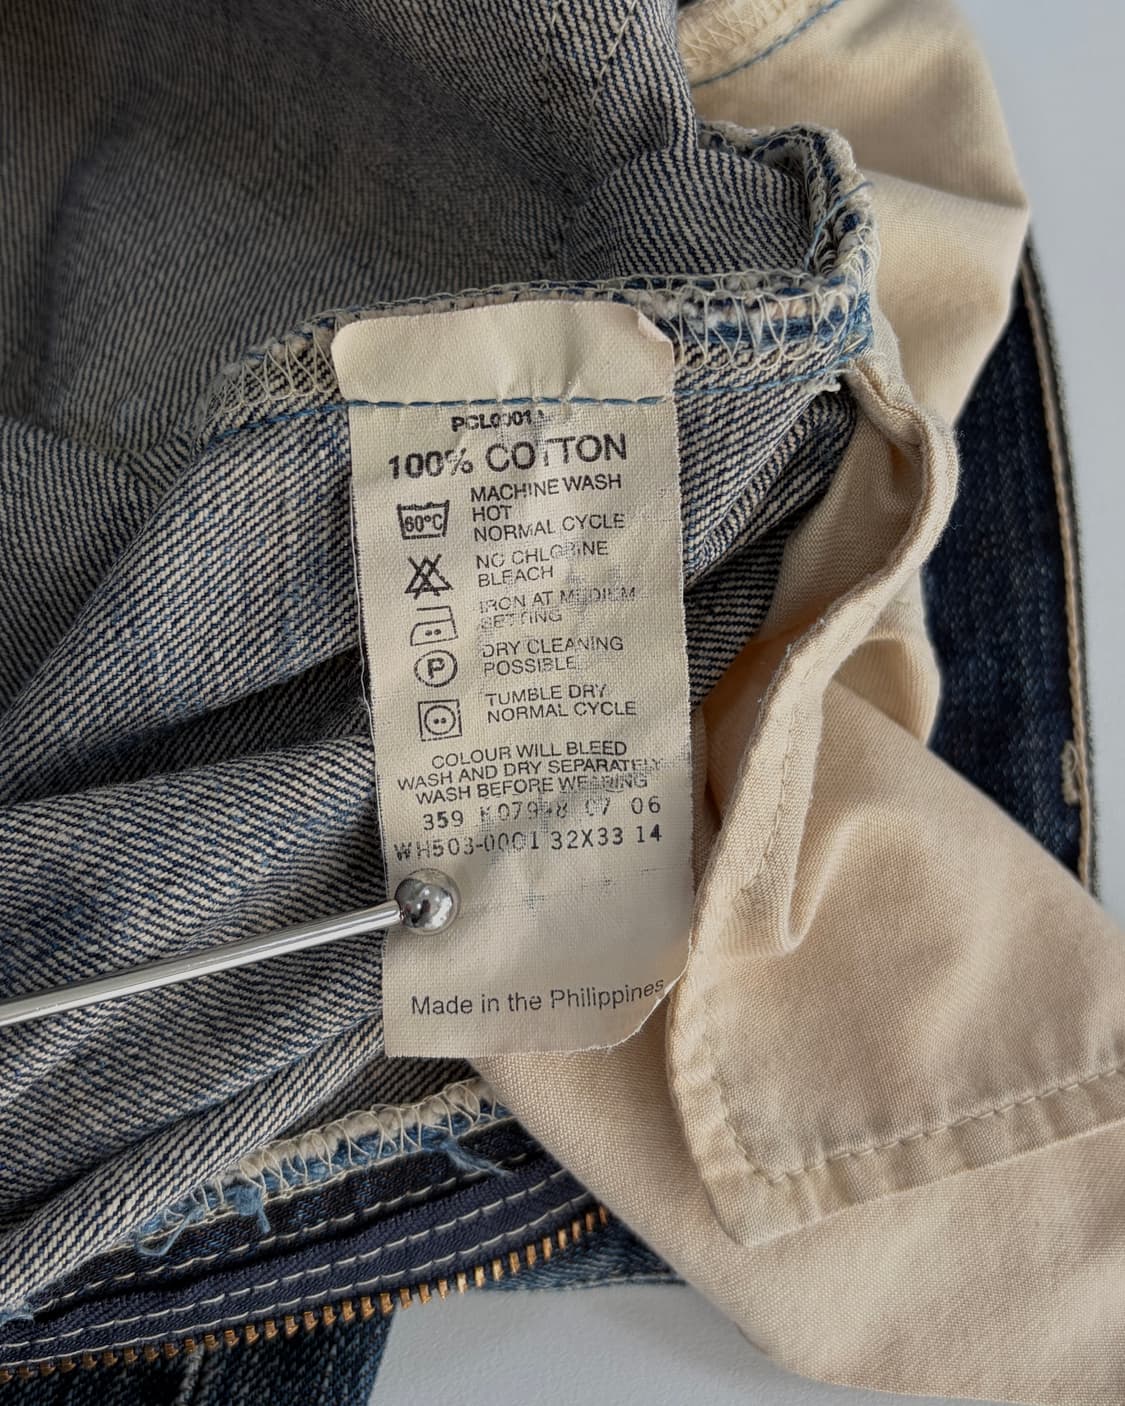 100% COTTON
60°C
MACHINE WASH
HOT
NORMAL CYCLE
NO CHLORINE
BLEACH
IRON AT MEDIUM
SETTING
P
DRY CLEANING
POSSIBLE
TUMBLE DRY
NORMAL CYCLE
COLOUR WILL BLEED
WASH AND DRY SEPARATELY
WASH BEFORE WEARING
359 06
WH503-0001 32X33 14
Made in the Philippines